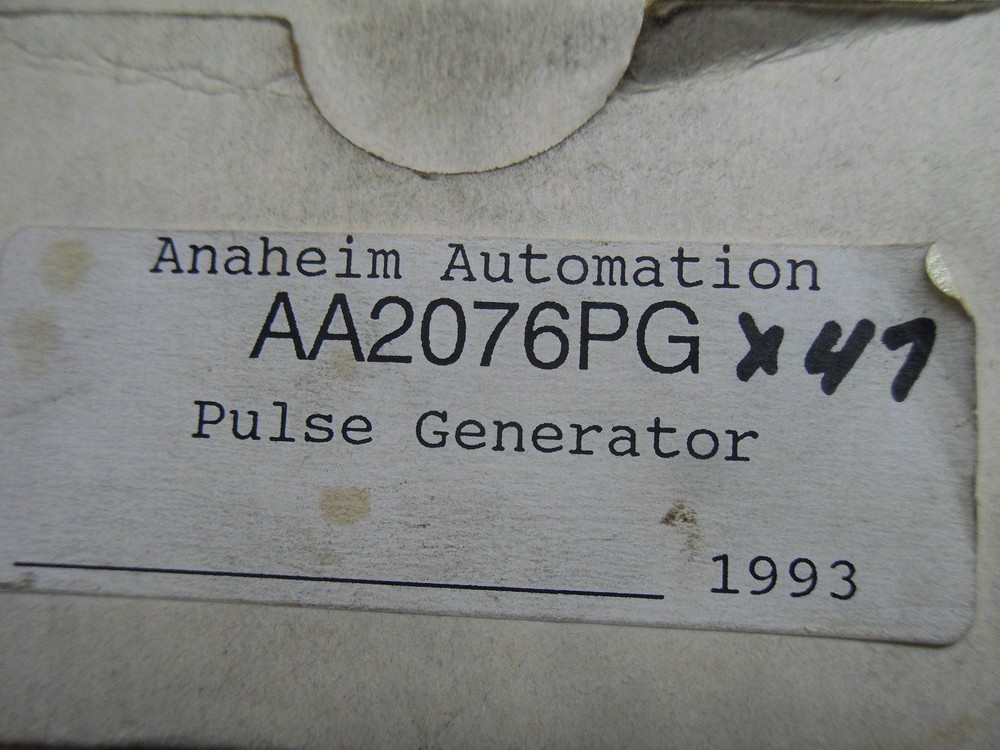 Anaheim Automation
AA2076PG x47
Pulse Generator
1993